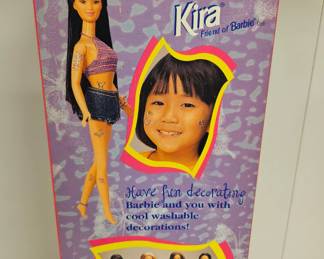 Kira
Friend of Barbie
Have fun decorating
Barbie and you with
cool washable
decorations!